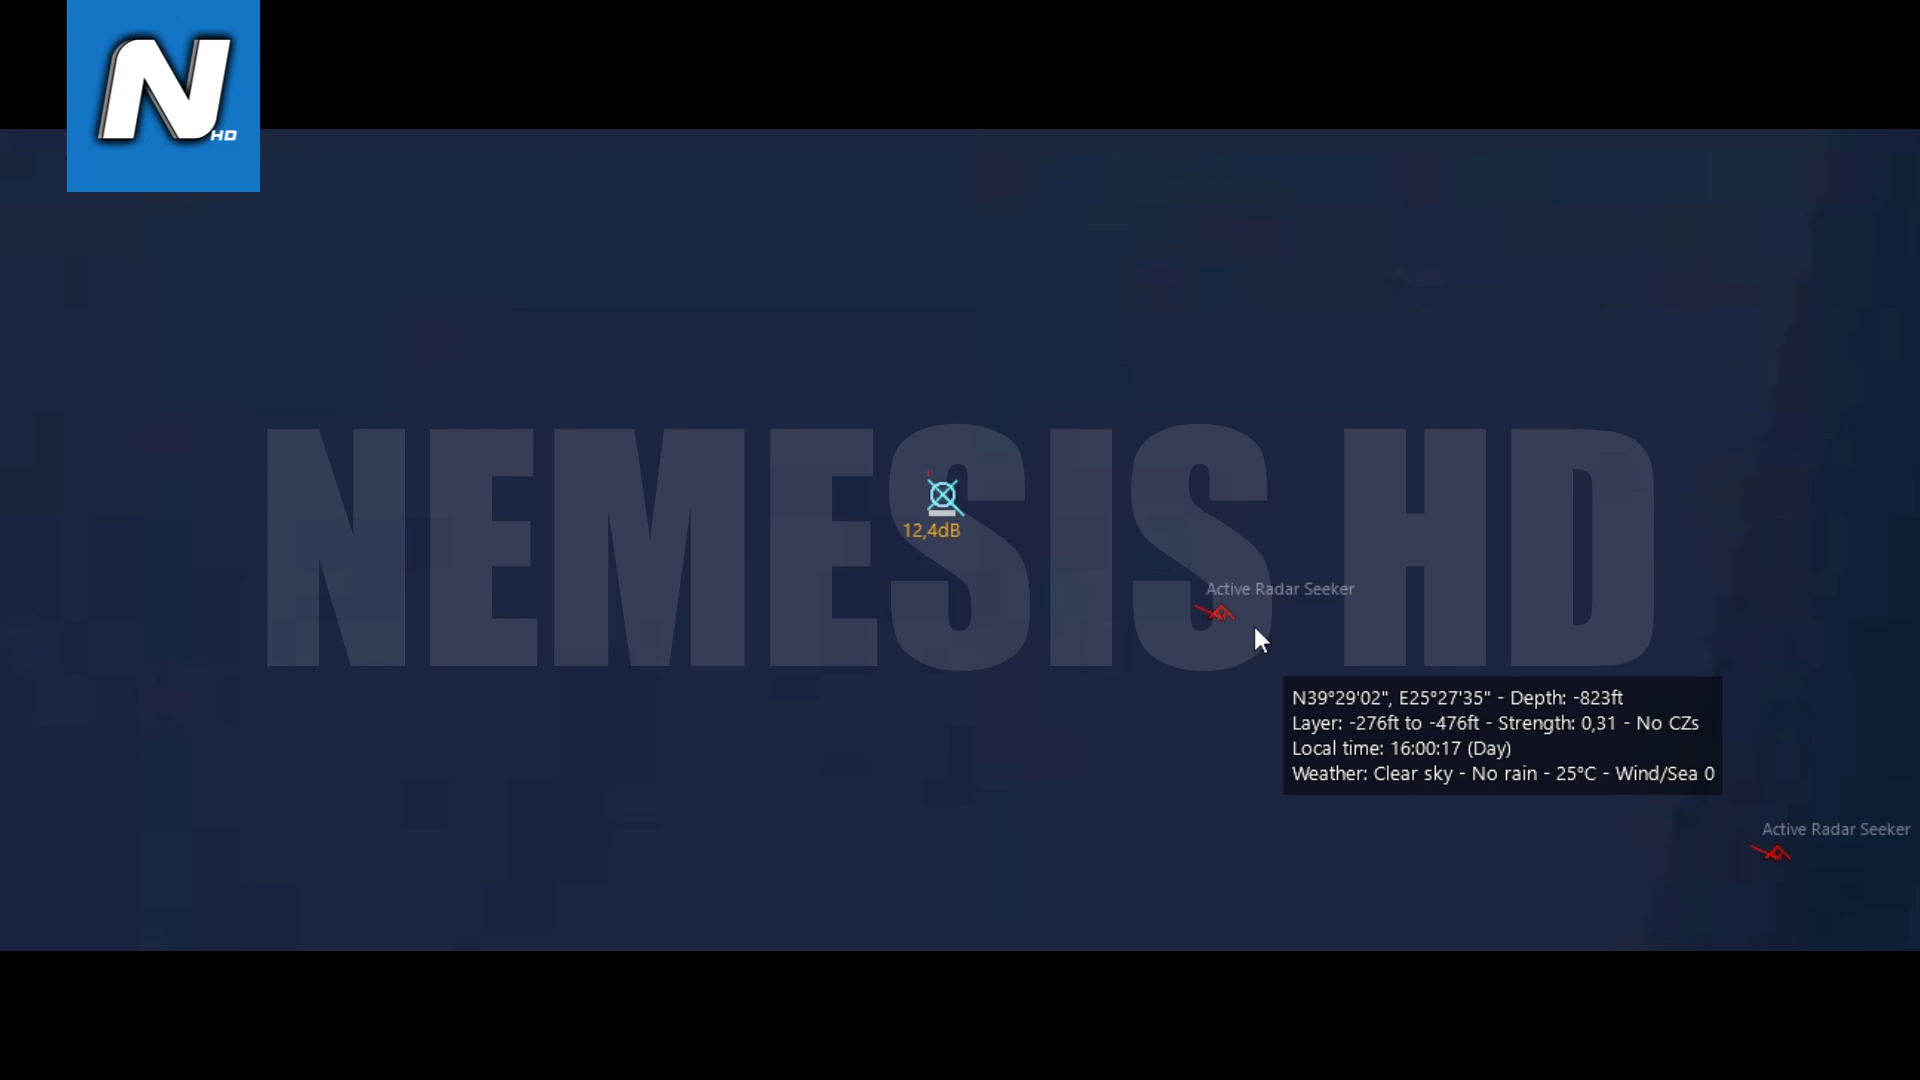 N
HD
NEMESIS HD
12,4dB
Active Radar Seeker
N39°29'02", E25°27'35" - Depth: -823ft
Layer: -276ft to -476ft - Strength: 0,31 - No CZs
Local time: 16:00:17 (Day)
Weather: Clear sky - No rain - 25°C - Wind/Sea 0
Active Radar Seeker